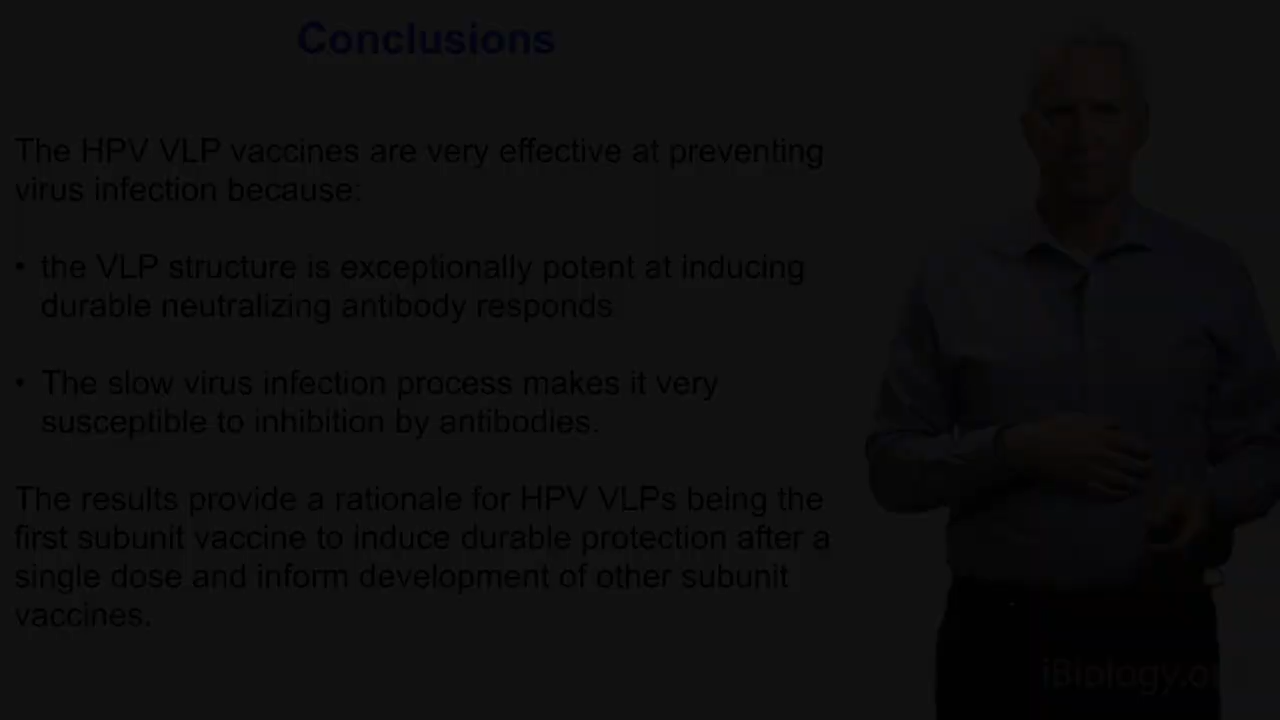 Conclusions
The HPV VLP vaccines are very effective at preventing
virus infection because:
• the VLP structure is exceptionally potent at inducing
durable neutralizing antibody responds
• The slow virus infection process makes it very
susceptible to inhibition by antibodies.
The results provide a rationale for HPV VLPs being the
first subunit vaccine to induce durable protection after a
single dose and inform development of other subunit
vaccines.
iBiology.o